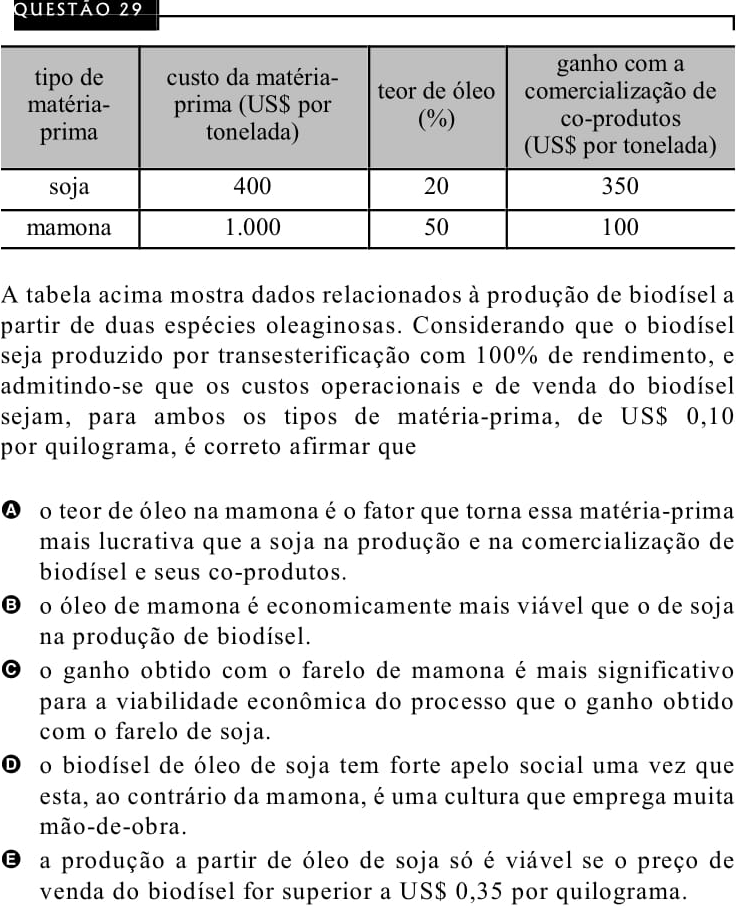 QUESTÃO 29
tipo de matéria-prima | custo da matéria-prima (US$ por tonelada) | teor de óleo (%) | ganho com a comercialização de co-produtos (US$ por tonelada)
soja | 400 | 20 | 350
mamona | 1.000 | 50 | 100
A tabela acima mostra dados relacionados à produção de biodísel a
partir de duas espécies oleaginosas. Considerando que o biodísel
seja produzido por transesterificação com 100% de rendimento, e
admitindo-se que os custos operacionais e de venda do biodísel
sejam, para ambos os tipos de matéria-prima, de US$ 0,10
por quilograma, é correto afirmar que
A o teor de óleo na mamona é o fator que torna essa matéria-prima
mais lucrativa que a soja na produção e na comercialização de
biodísel e seus co-produtos.
B o óleo de mamona é economicamente mais viável que o de soja
na produção de biodísel.
C o ganho obtido com o farelo de mamona é mais significativo
para a viabilidade econômica do processo que o ganho obtido
com o farelo de soja.
D o biodísel de óleo de soja tem forte apelo social uma vez que
esta, ao contrário da mamona, é uma cultura que emprega muita
mão-de-obra.
E a produção a partir de óleo de soja só é viável se o preço de
venda do biodísel for superior a US$ 0,35 por quilograma.